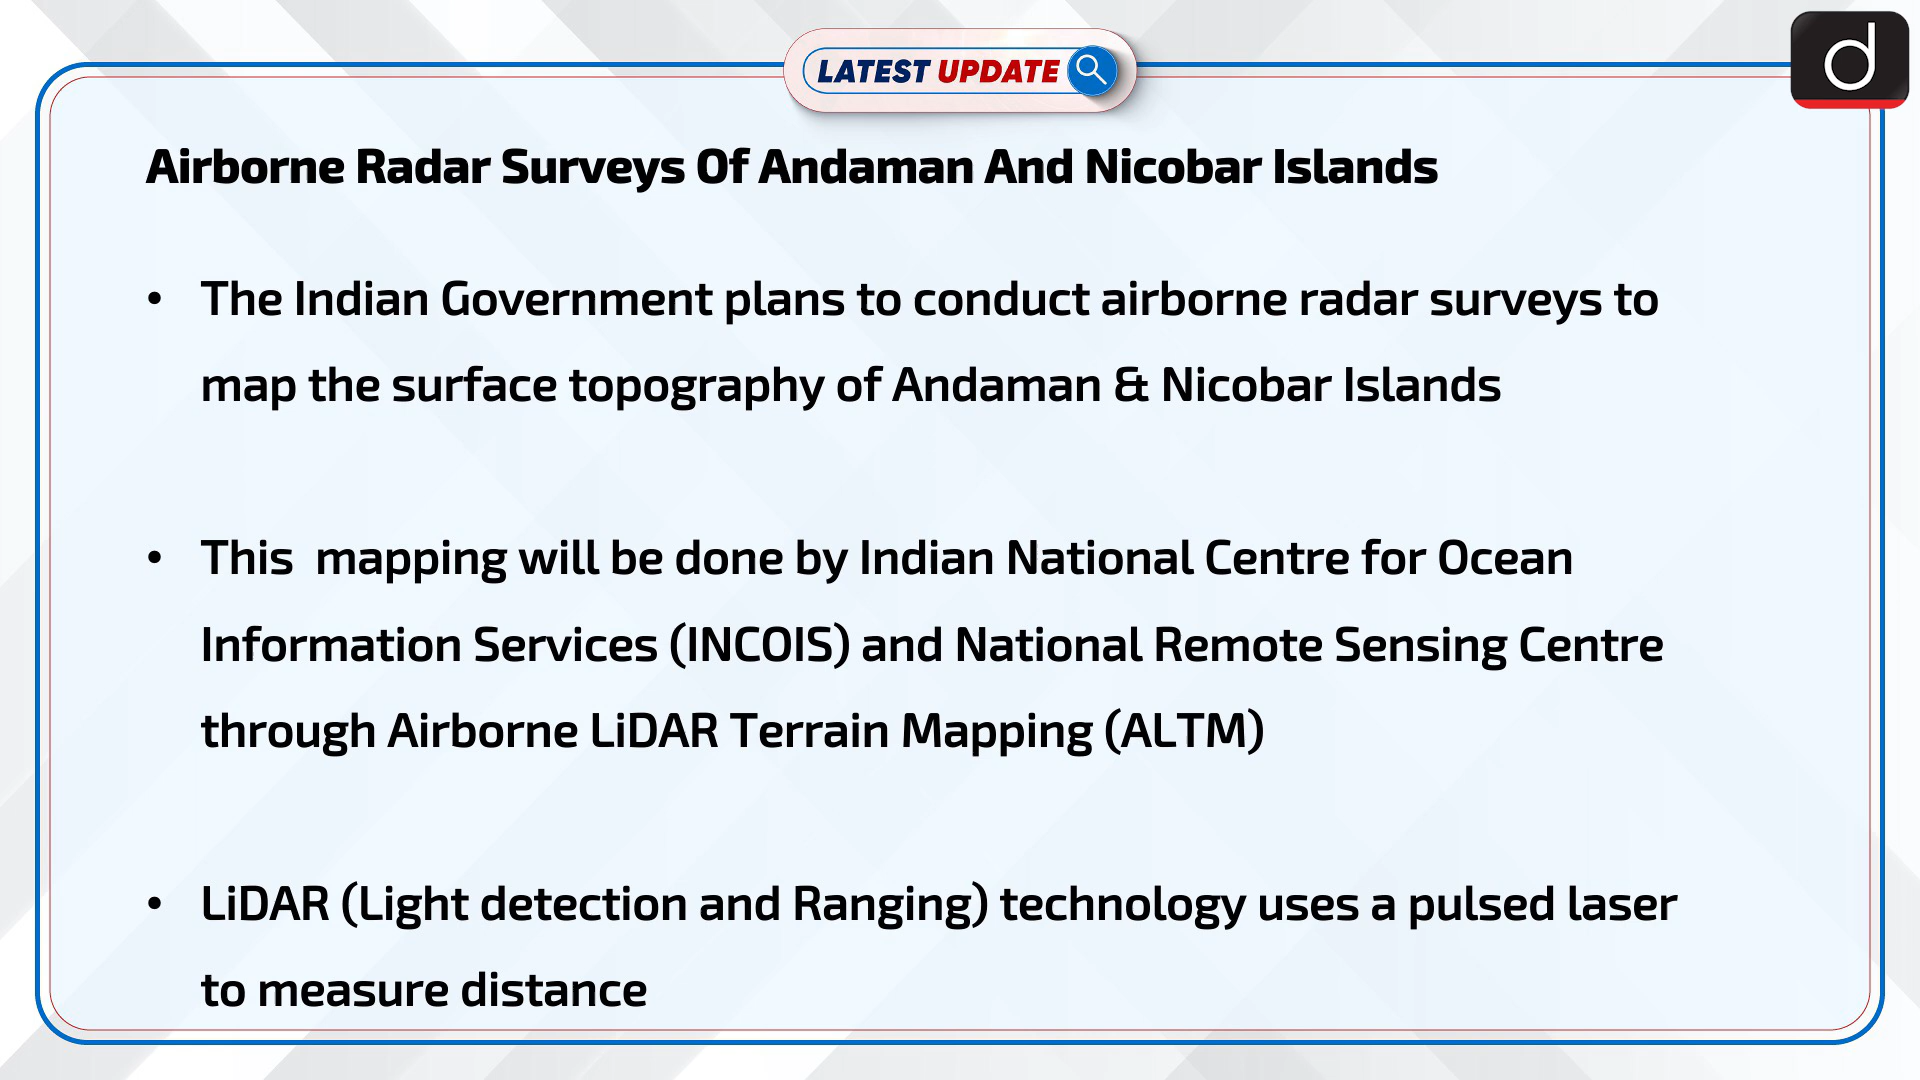 LATEST UPDATE
d
Airborne Radar Surveys Of Andaman And Nicobar Islands
• The Indian Government plans to conduct airborne radar surveys to
map the surface topography of Andaman & Nicobar Islands
• This  mapping will be done by Indian National Centre for Ocean
Information Services (INCOIS) and National Remote Sensing Centre
through Airborne LiDAR Terrain Mapping (ALTM)
• LiDAR (Light detection and Ranging) technology uses a pulsed laser
to measure distance